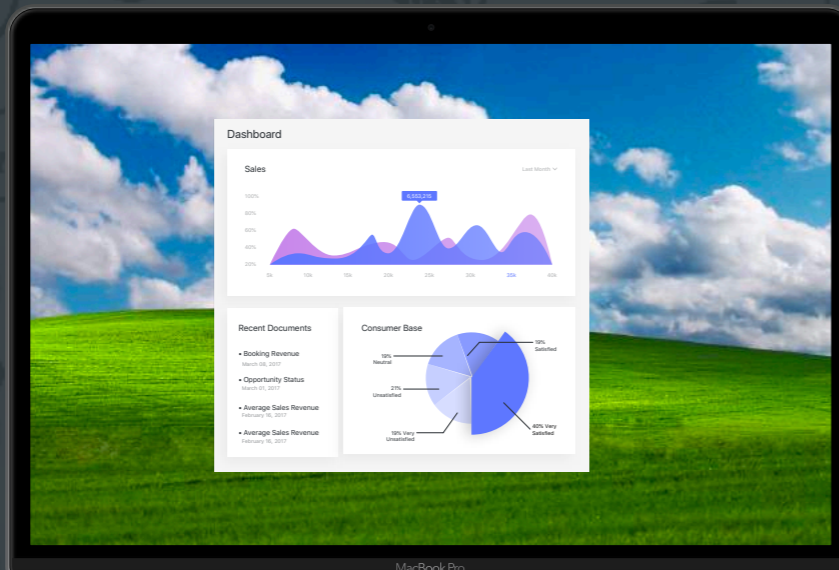 Dashboard
Sales
Last Month
6,553,215
100%
80%
60%
40%
20%
5k 10k 15k 20k 25k 30k 35k 40k
Recent Documents
• Booking Revenue
March 08, 2017
• Opportunity Status
March 01, 2017
• Average Sales Revenue
February 16, 2017
• Average Sales Revenue
February 16, 2017
Consumer Base
19%
Satisfied
19%
Neutral
21%
Unsatisfied
19% Very
Unsatisfied
40% Very
Satisfied
MacBook Pro